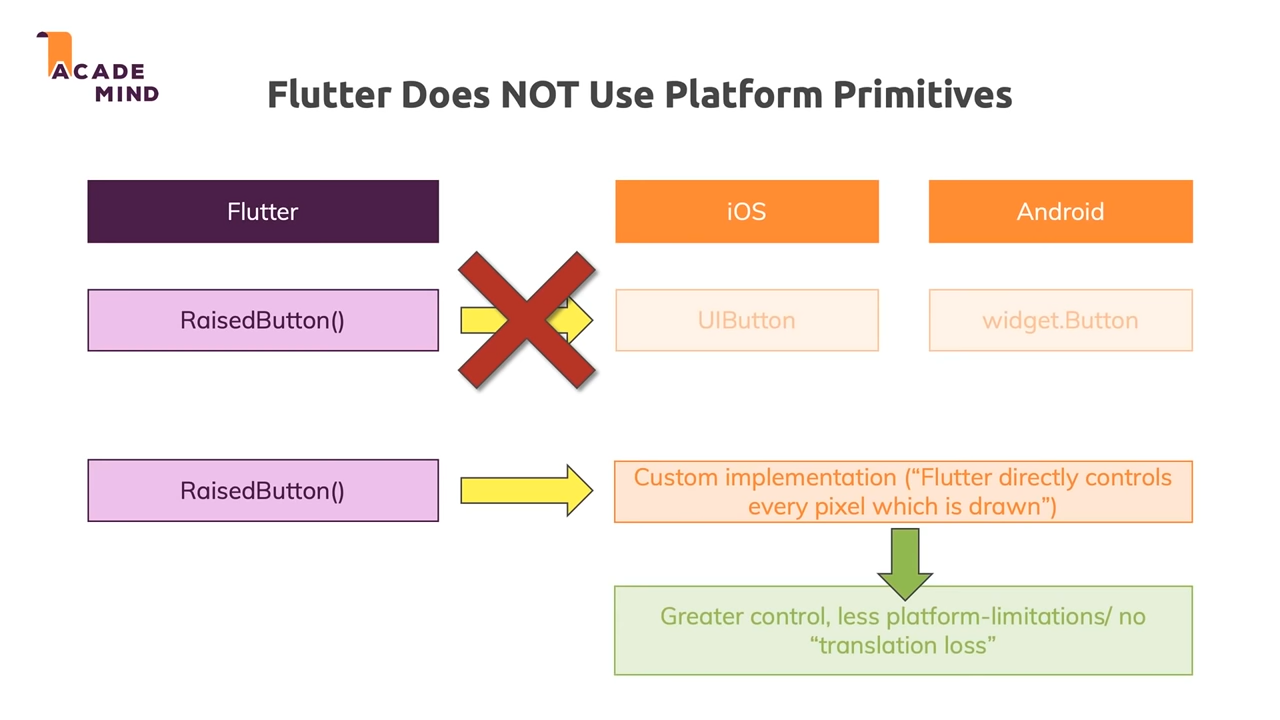 ACADE
MIND
Flutter Does NOT Use Platform Primitives
Flutter
iOS
Android
RaisedButton()
UIButton
widget.Button
RaisedButton()
Custom implementation (“Flutter directly controls
every pixel which is drawn”)
Greater control, less platform-limitations/ no
“translation loss”